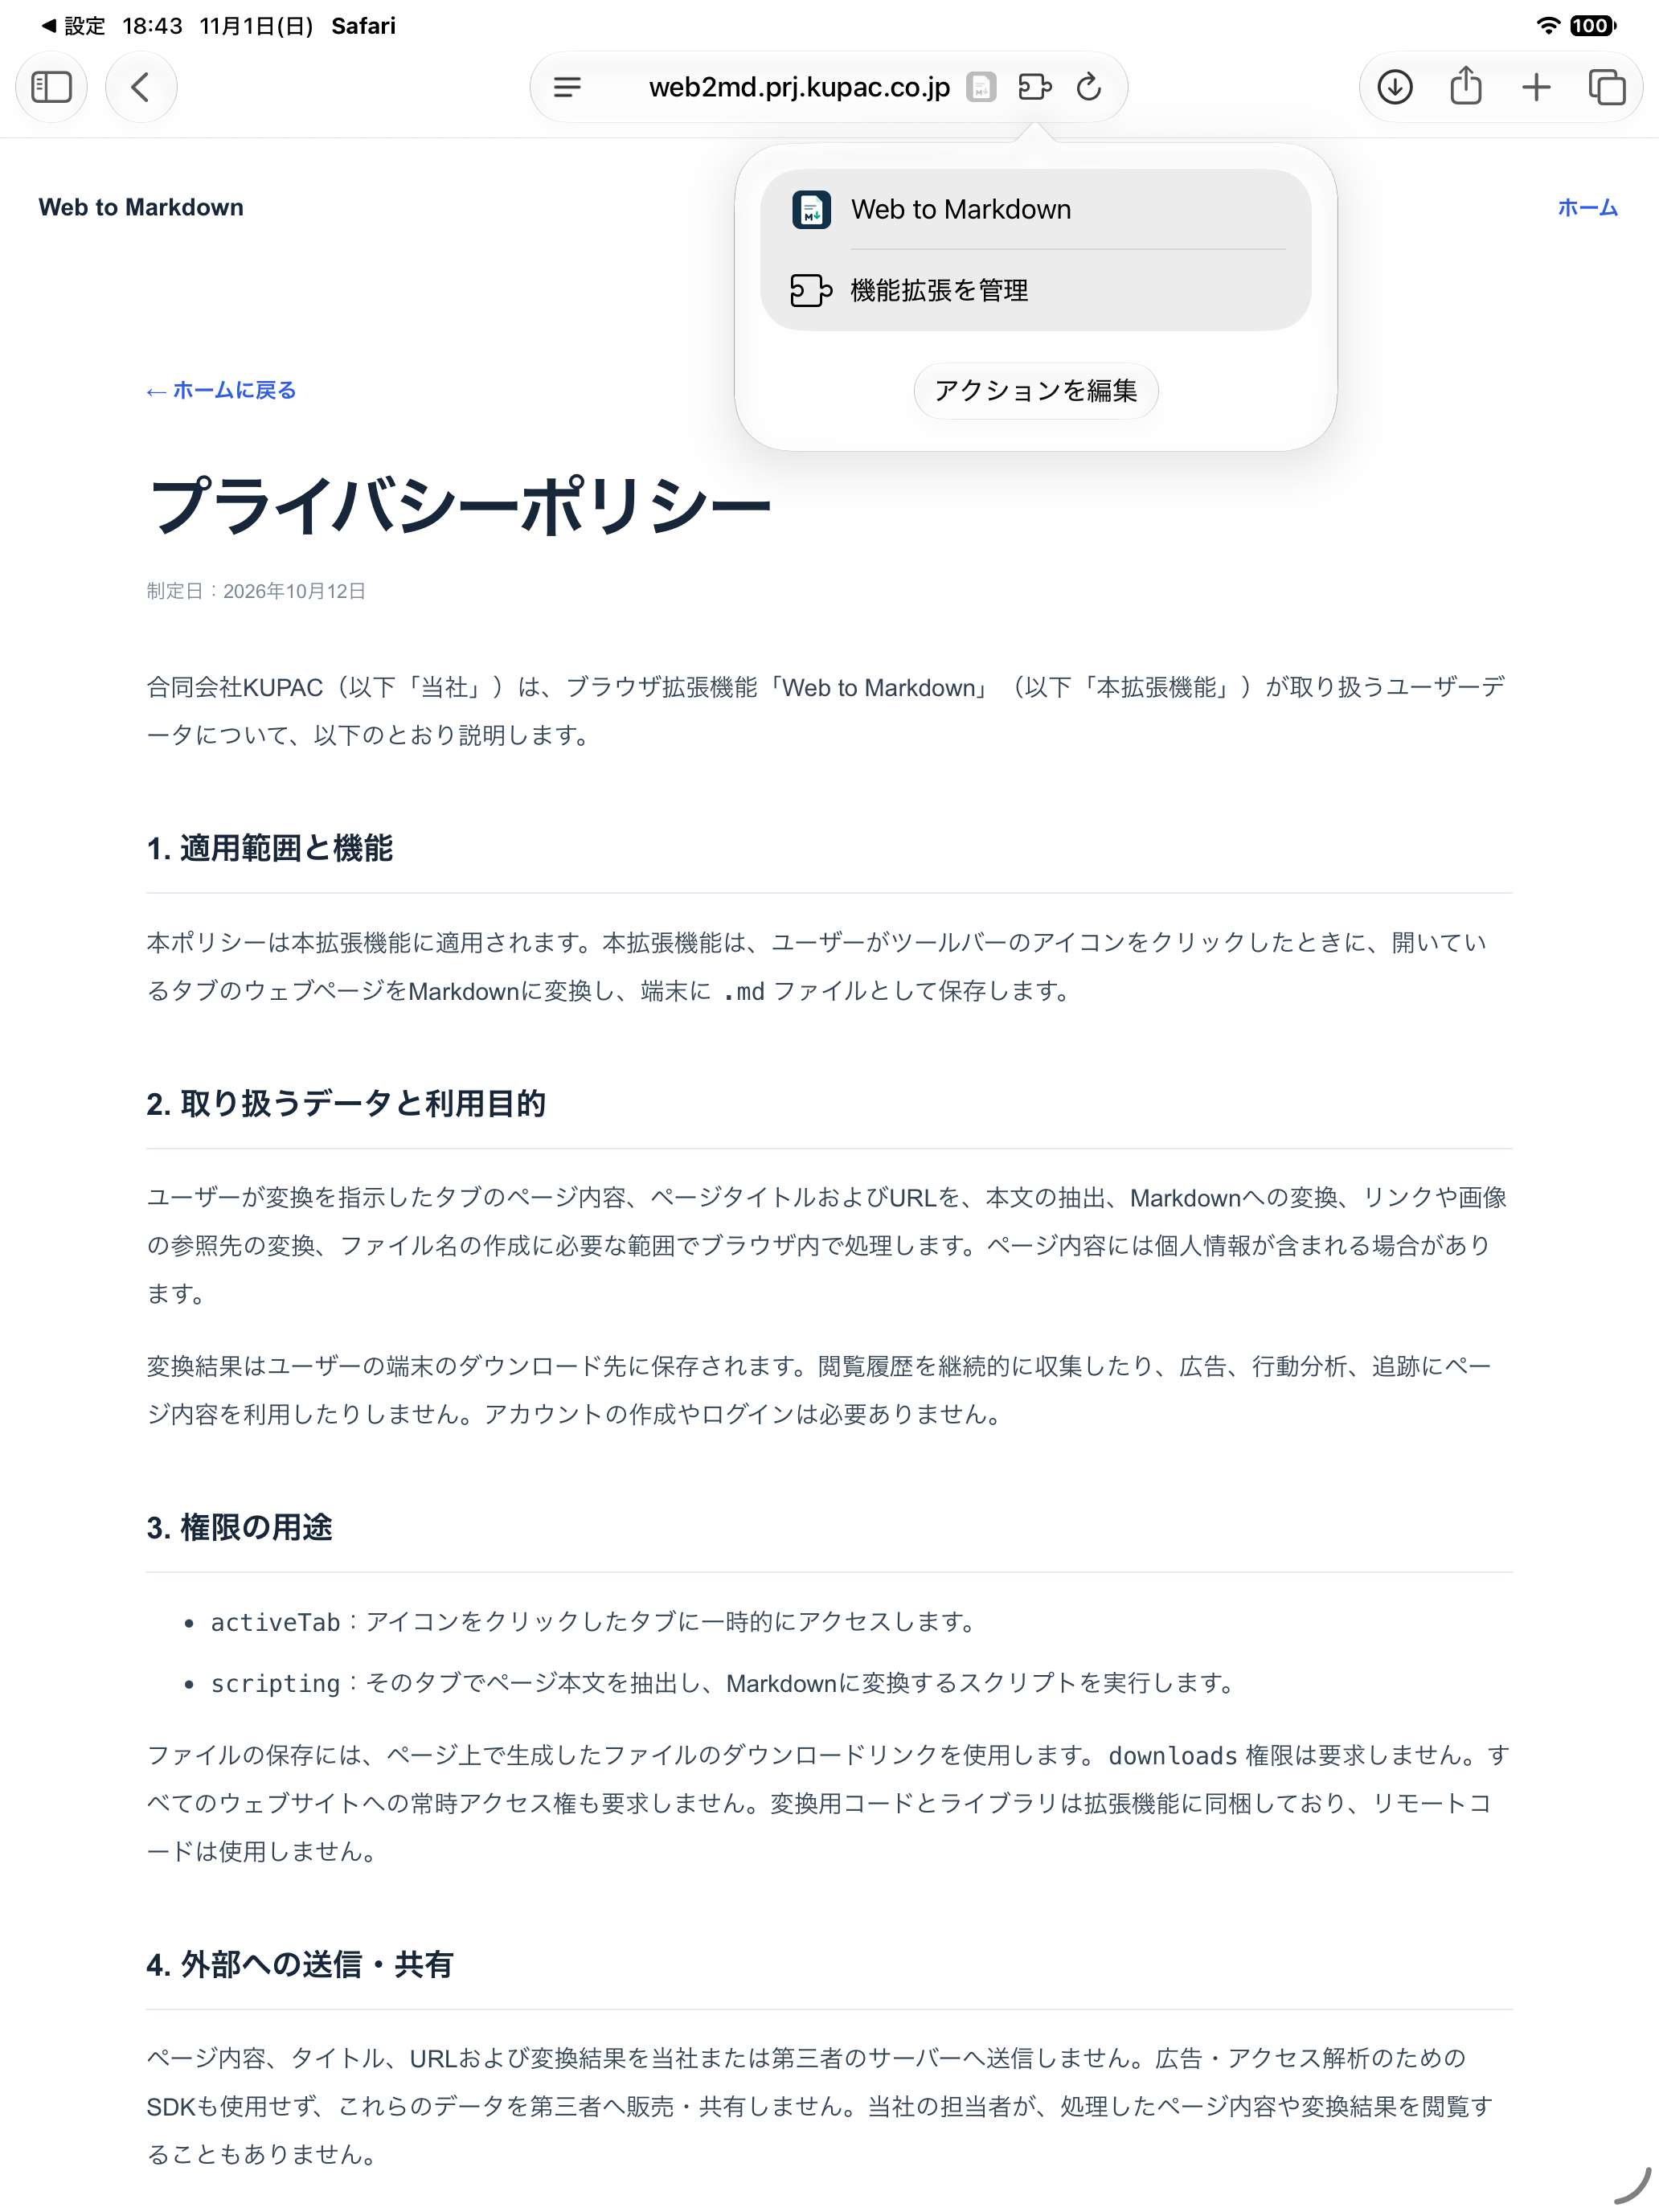 ◀ 設定 18:43 11月1日(日) Safari
100
web2md.prj.kupac.co.jp
Web to Markdown
機能拡張を管理
アクションを編集
Web to Markdown
ホーム
← ホームに戻る
プライバシーポリシー
制定日：2026年10月12日
合同会社KUPAC（以下「当社」）は、ブラウザ拡張機能「Web to Markdown」（以下「本拡張機能」）が取り扱うユーザーデ
ータについて、以下のとおり説明します。
1. 適用範囲と機能
本ポリシーは本拡張機能に適用されます。本拡張機能は、ユーザーがツールバーのアイコンをクリックしたときに、開いてい
るタブのウェブページをMarkdownに変換し、端末に .md ファイルとして保存します。
2. 取り扱うデータと利用目的
ユーザーが変換を指示したタブのページ内容、ページタイトルおよびURLを、本文の抽出、Markdownへの変換、リンクや画像
の参照先の変換、ファイル名の作成に必要な範囲でブラウザ内で処理します。ページ内容には個人情報が含まれる場合があり
ます。
変換結果はユーザーの端末のダウンロード先に保存されます。閲覧履歴を継続的に収集したり、広告、行動分析、追跡にペー
ジ内容を利用したりしません。アカウントの作成やログインは必要ありません。
3. 権限の用途
• activeTab：アイコンをクリックしたタブに一時的にアクセスします。
• scripting：そのタブでページ本文を抽出し、Markdownに変換するスクリプトを実行します。
ファイルの保存には、ページ上で生成したファイルのダウンロードリンクを使用します。downloads 権限は要求しません。す
べてのウェブサイトへの常時アクセス権も要求しません。変換用コードとライブラリは拡張機能に同梱しており、リモートコ
ードは使用しません。
4. 外部への送信・共有
ページ内容、タイトル、URLおよび変換結果を当社または第三者のサーバーへ送信しません。広告・アクセス解析のための
SDKも使用せず、これらのデータを第三者へ販売・共有しません。当社の担当者が、処理したページ内容や変換結果を閲覧す
ることもありません。